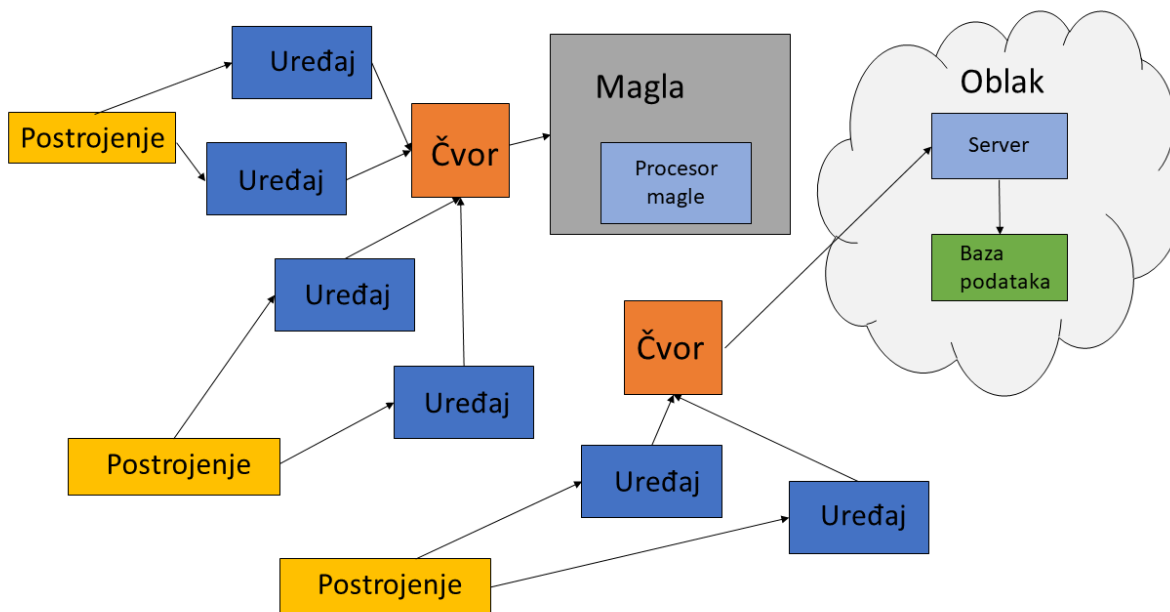 Uređaj
Magla
Oblak
Postrojenje
Čvor
Server
Uređaj
Procesor
magle
Baza
podataka
Uređaj
Čvor
Uređaj
Postrojenje
Uređaj
Uređaj
Postrojenje